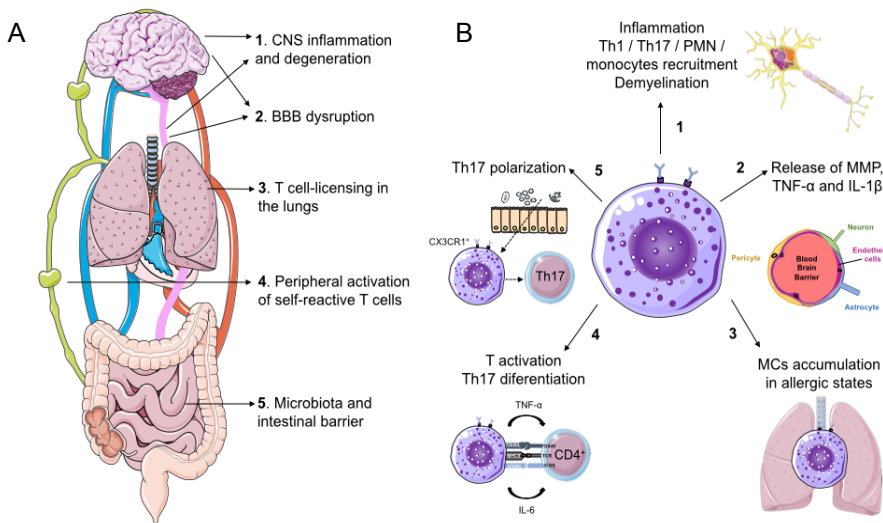 A
1. CNS inflammation
and degeneration
2. BBB dysruption
3. T cell-licensing in
the lungs
4. Peripheral activation
of self-reactive T cells
5. Microbiota and
intestinal barrier
B
Inflammation
Th1 / Th17 / PMN /
monocytes recruitment
Demyelination
1
2
Release of MMP,
TNF-α and IL-1β
Neuron
Pericyte
Blood
Brain
Barrier
Endothel
cells
Astrocyte
3
MCs accumulation
in allergic states
4
T activation
Th17 diferentiation
TNF-α
TCR
ICOS
CD4+
IL-6
5
Th17 polarization
CX3CR1+
Th17